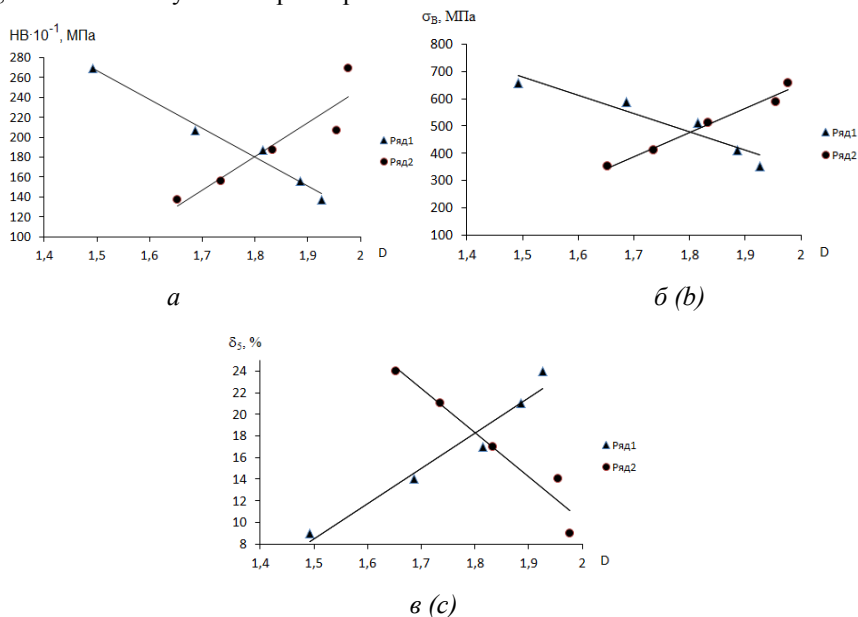 HB·10⁻¹, МПа
280
260
240
220
200
180
160
140
120
100
1,4 1,5 1,6 1,7 1,8 1,9 2 D
Ряд1
Ряд2
а
σВ, МПа
800
700
600
500
400
300
200
100
1,4 1,5 1,6 1,7 1,8 1,9 2 D
Ряд1
Ряд2
б (b)
δ5, %
24
22
20
18
16
14
12
10
8
1,4 1,5 1,6 1,7 1,8 1,9 2 D
Ряд1
Ряд2
в (c)